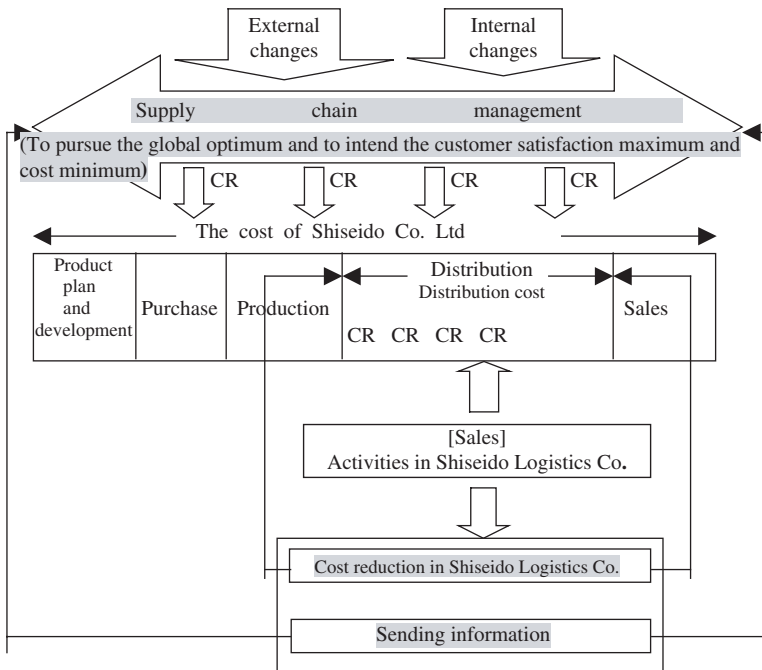 External
changes
Internal
changes
Supply chain management
(To pursue the global optimum and to intend the customer satisfaction maximum and
cost minimum)
CR CR CR CR
The cost of Shiseido Co. Ltd
Product
plan
and
development
Purchase
Production
Distribution
Distribution cost
Sales
CR CR CR CR
[Sales]
Activities in Shiseido Logistics Co.
Cost reduction in Shiseido Logistics Co.
Sending information